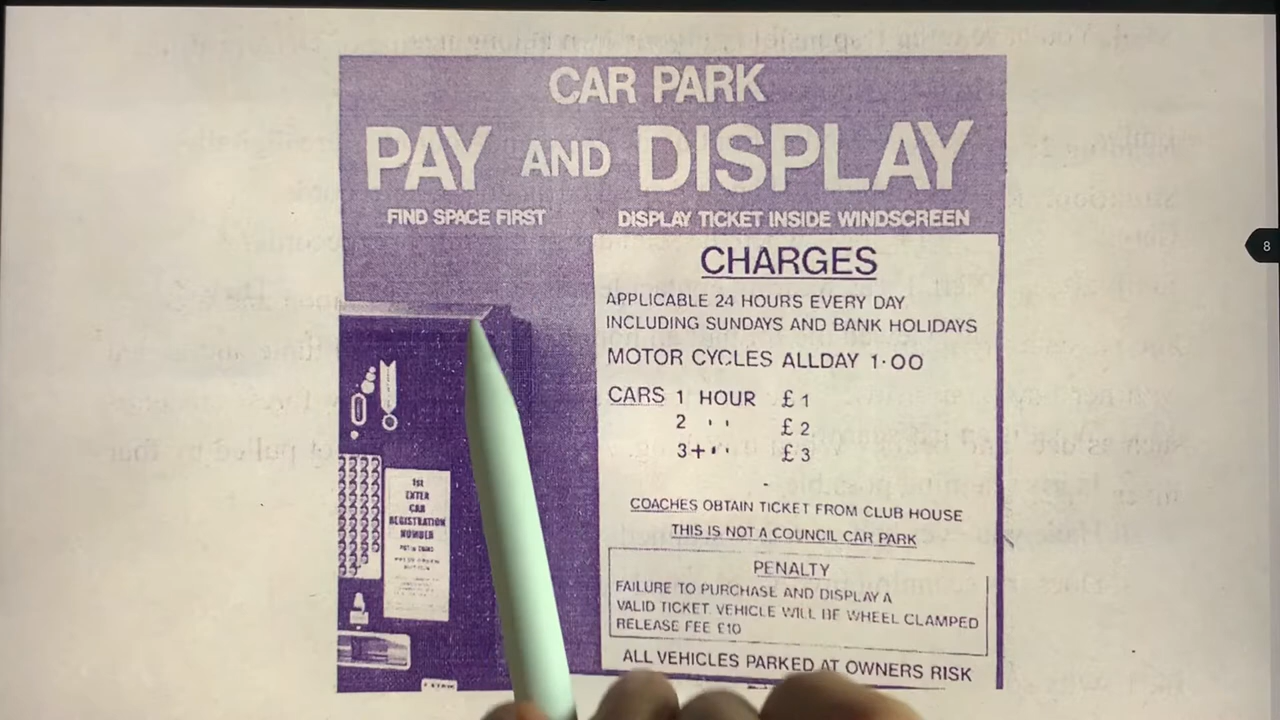 CAR PARK
PAY AND DISPLAY
FIND SPACE FIRST
DISPLAY TICKET INSIDE WINDSCREEN
CHARGES
APPLICABLE 24 HOURS EVERY DAY
INCLUDING SUNDAYS AND BANK HOLIDAYS
MOTOR CYCLES ALLDAY 1·00
CARS 1 HOUR £1
2 '' £2
3+ '' £3
COACHES OBTAIN TICKET FROM CLUB HOUSE
THIS IS NOT A COUNCIL CAR PARK
PENALTY
FAILURE TO PURCHASE AND DISPLAY A
VALID TICKET. VEHICLE WILL BE WHEEL CLAMPED
RELEASE FEE £10
ALL VEHICLES PARKED AT OWNERS RISK
1st
ENTER
CAR
REGISTRATION
NUMBER
8